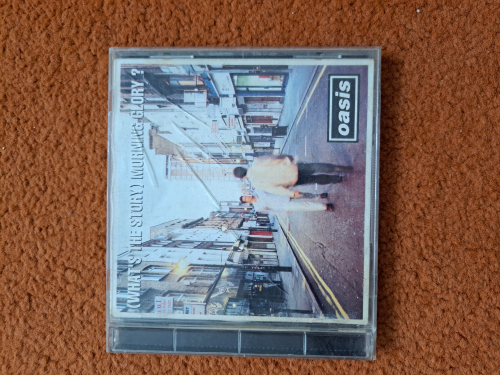 (WHAT'S THE STORY) MORNING GLORY ?
oasis